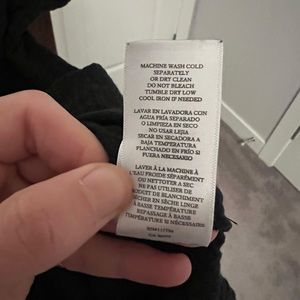 MACHINE WASH COLD
SEPARATELY
OR DRY CLEAN
DO NOT BLEACH
TUMBLE DRY LOW
COOL IRON IF NEEDED
LAVAR EN LAVADORA CON
AGUA FRÍA SEPARADO
O LIMPIEZA EN SECO
NO USAR LEJIA
SECAR EN SECADORA A
BAJA TEMPERATURA
PLANCHADO EN FRÍO SI
FUERA NECESARIO
LAVER À LA MACHINE À
L'EAU FROIDE SÉPARÉMENT
OU NETTOYER A SEC
NE PAS UTILISER DE
PRODUIT DE BLANCHIMENT
SÉCHER EN SÈCHE LINGE
À BASSE TEMPÉRATURE
REPASSAGE À BASSE
TEMPÉRATURE SI NÉCESSAIRE